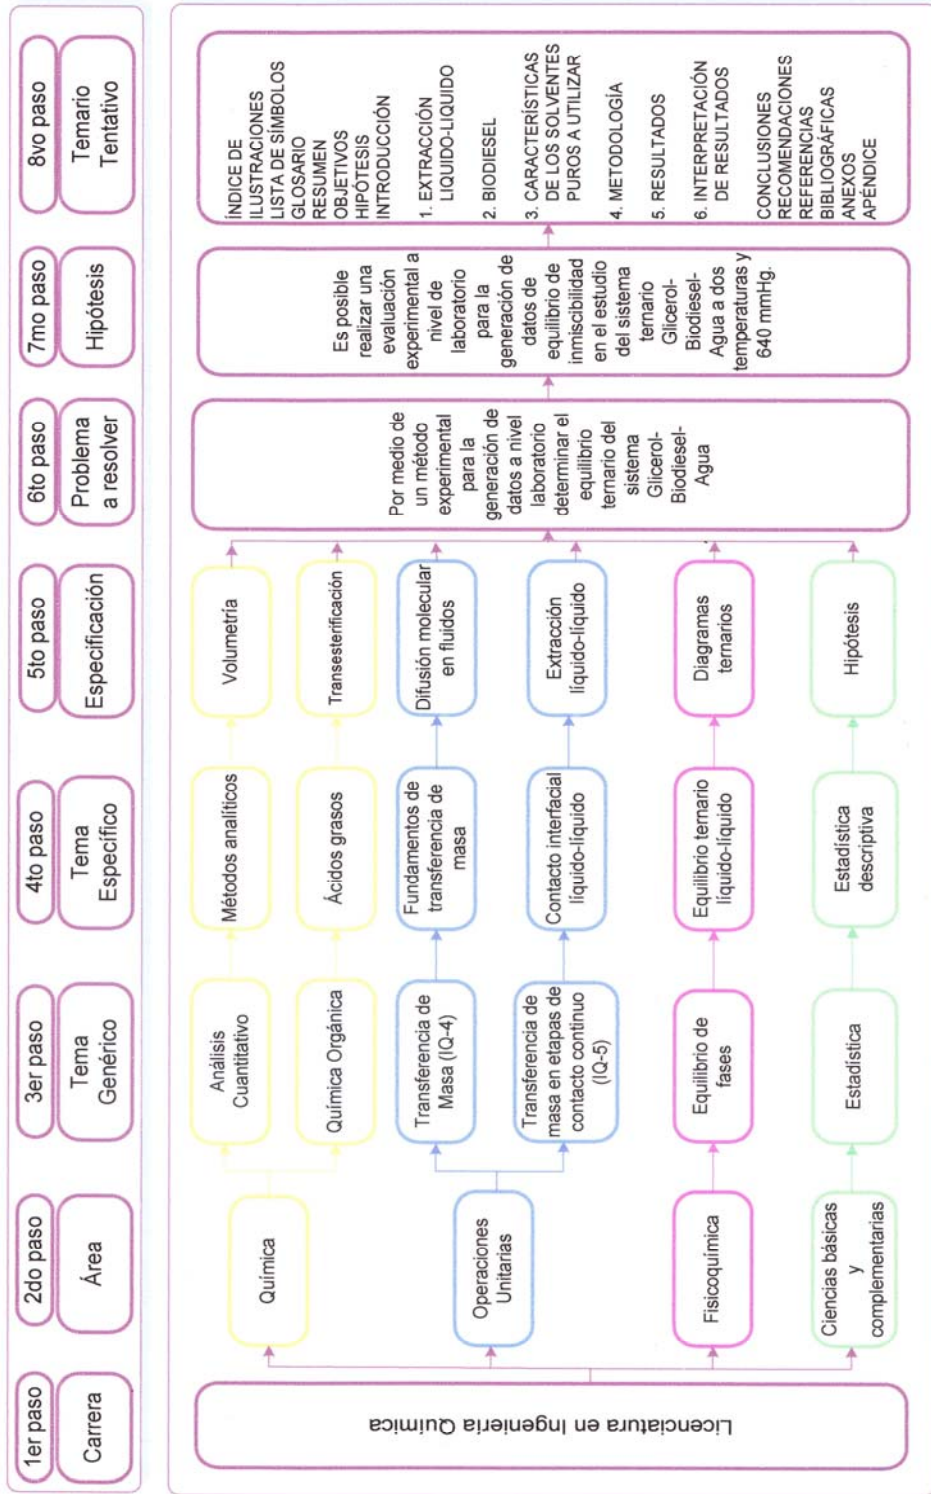 1er paso
Carrera
2do paso
Área
3er paso
Tema
Genérico
4to paso
Tema
Específico
5to paso
Especificación
6to paso
Problema
a resolver
7mo paso
Hipótesis
8vo paso
Temario
Tentativo
Licenciatura en Ingeniería Química
Química
Operaciones
Unitarias
Fisicoquímica
Ciencias básicas
y
complementarias
Análisis
Cuantitativo
Química Orgánica
Transferencia de
Masa (IQ-4)
Transferencia de
masa en etapas de
contacto continuo
(IQ-5)
Equilibrio de
fases
Estadística
Métodos analíticos
Ácidos grasos
Fundamentos de
transferencia de
masa
Contacto interfacial
líquido-líquido
Equilibrio ternario
líquido-líquido
Estadística
descriptiva
Volumetría
Transesterificación
Difusión molecular
en fluidos
Extracción
líquido-líquido
Diagramas
ternarios
Hipótesis
Por medio de
un método
experimental
para la
generación de
datos a nivel
laboratorio
determinar el
equilibrio
ternario del
sistema
Glicerol-
Biodiesel-
Agua
Es posible
realizar una
evaluación
experimental a
nivel de
laboratorio
para la
generación de
datos de
equilibrio de
inmiscibilidad
en el estudio
del sistema
ternario
Glicerol-
Biodiesel-
Agua a dos
temperaturas y
640 mmHg.
ÍNDICE DE
ILUSTRACIONES
LISTA DE SÍMBOLOS
GLOSARIO
RESUMEN
OBJETIVOS
HIPÓTESIS
INTRODUCCIÓN
1. EXTRACCIÓN
LIQUIDO-LIQUIDO
2. BIODIESEL
3. CARACTERÍSTICAS
DE LOS SOLVENTES
PUROS A UTILIZAR
4. METODOLOGÍA
5. RESULTADOS
6. INTERPRETACIÓN
DE RESULTADOS
CONCLUSIONES
RECOMENDACIONES
REFERENCIAS
BIBLIOGRÁFICAS
ANEXOS
APENDICE